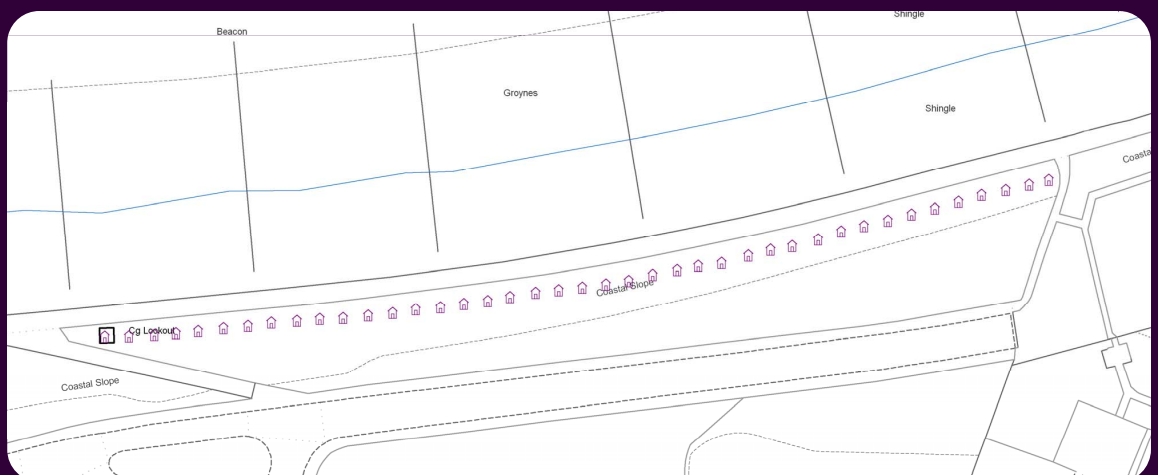 Shingle
Beacon
Groynes
Shingle
Coasta
Coastal Slope
Cg Lookout
Coastal Slope